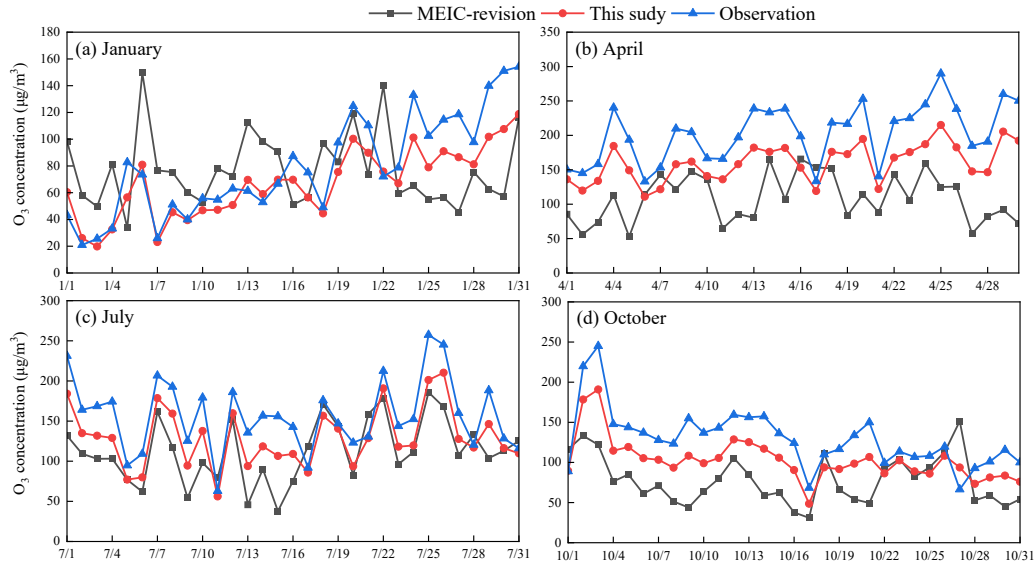 MEIC-revision This sudy Observation
(a) January
O₃ concentration (μg/m³)
180
160
140
120
100
80
60
40
20
0
1/1 1/4 1/7 1/10 1/13 1/16 1/19 1/22 1/25 1/28 1/31
(b) April
350
300
250
200
150
100
50
0
4/1 4/4 4/7 4/10 4/13 4/16 4/19 4/22 4/25 4/28
(c) July
O₃ concentration (μg/m³)
300
250
200
150
100
50
0
7/1 7/4 7/7 7/10 7/13 7/16 7/19 7/22 7/25 7/28 7/31
(d) October
300
250
200
150
100
50
0
10/1 10/4 10/7 10/10 10/13 10/16 10/19 10/22 10/25 10/28 10/31